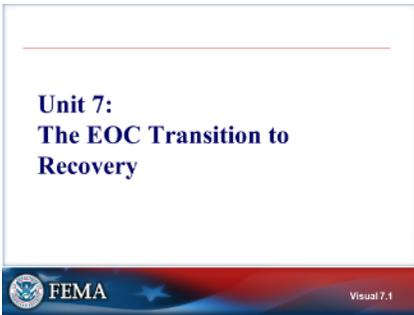 Unit 7:
The EOC Transition to
Recovery
FEMA
Visual 7.1